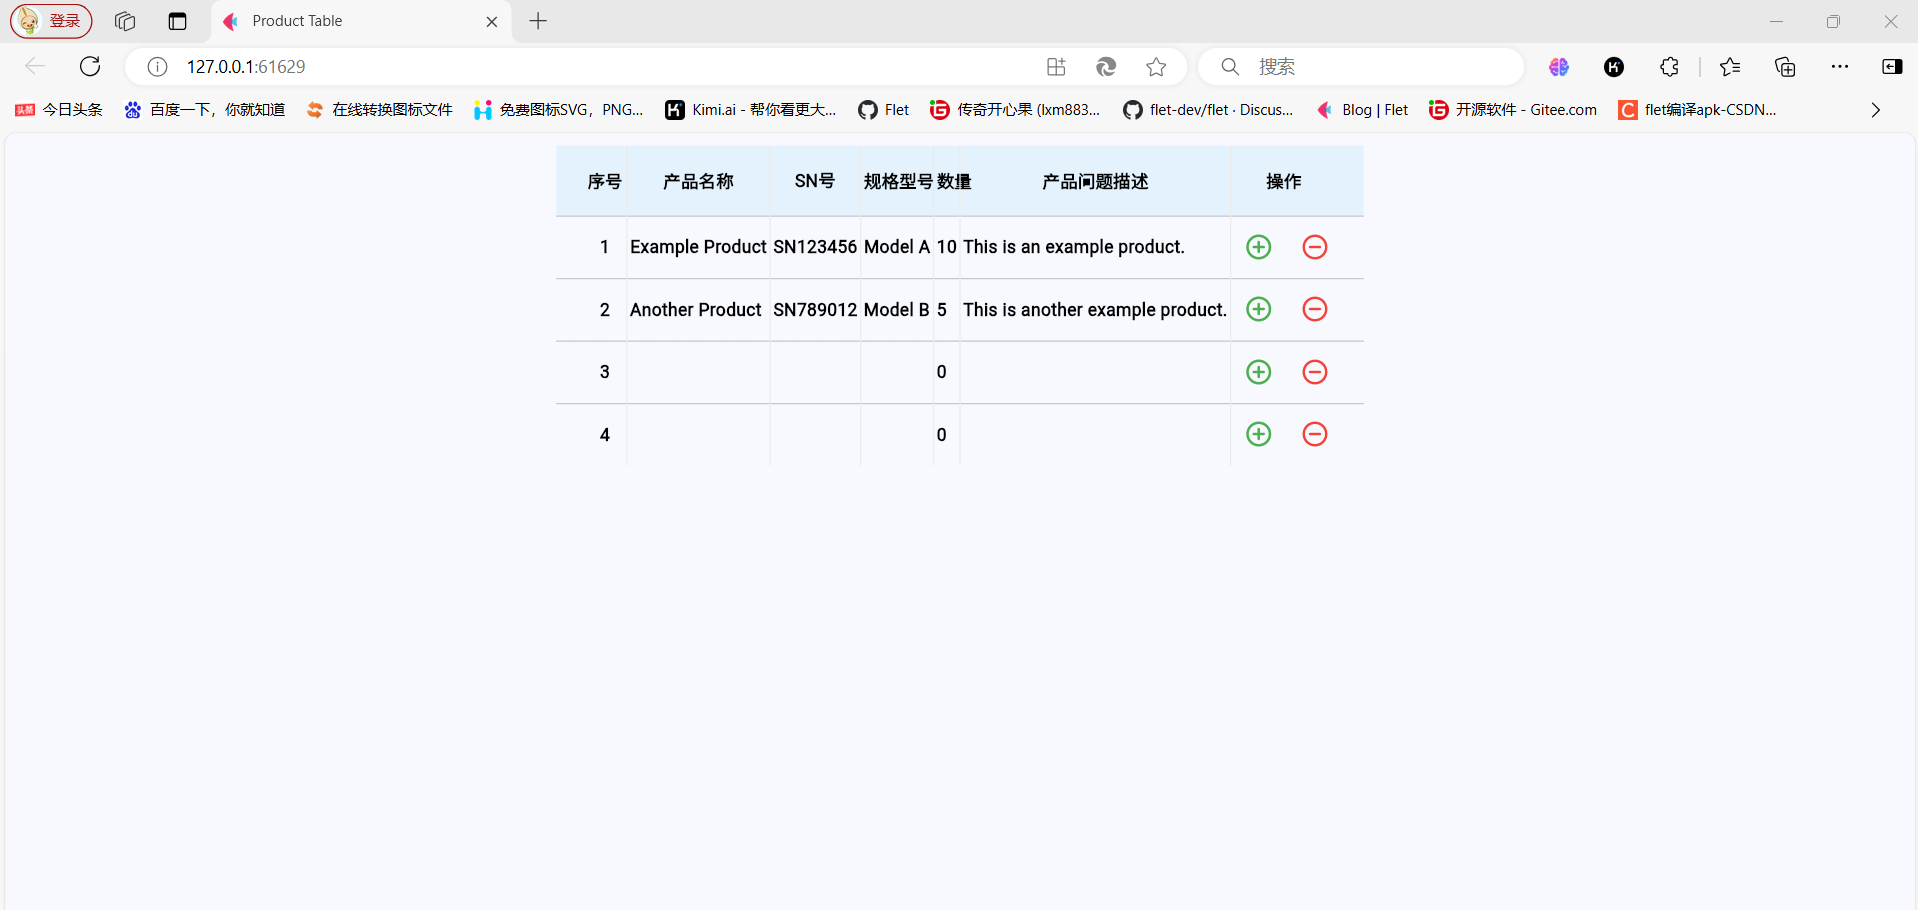 登录 Product Table
127.0.0.1:61629 搜索
头条 今日头条 du 百度一下，你就知道 在线转换图标文件 免费图标SVG，PNG... Kimi.ai - 帮你看更大... Flet 传奇开心果 (lxm883... flet-dev/flet · Discus... Blog | Flet 开源软件 - Gitee.com flet编译apk-CSDN...
序号 产品名称 SN号 规格型号 数量 产品问题描述 操作
1 Example Product SN123456 Model A 10 This is an example product.
2 Another Product SN789012 Model B 5 This is another example product.
3 0
4 0